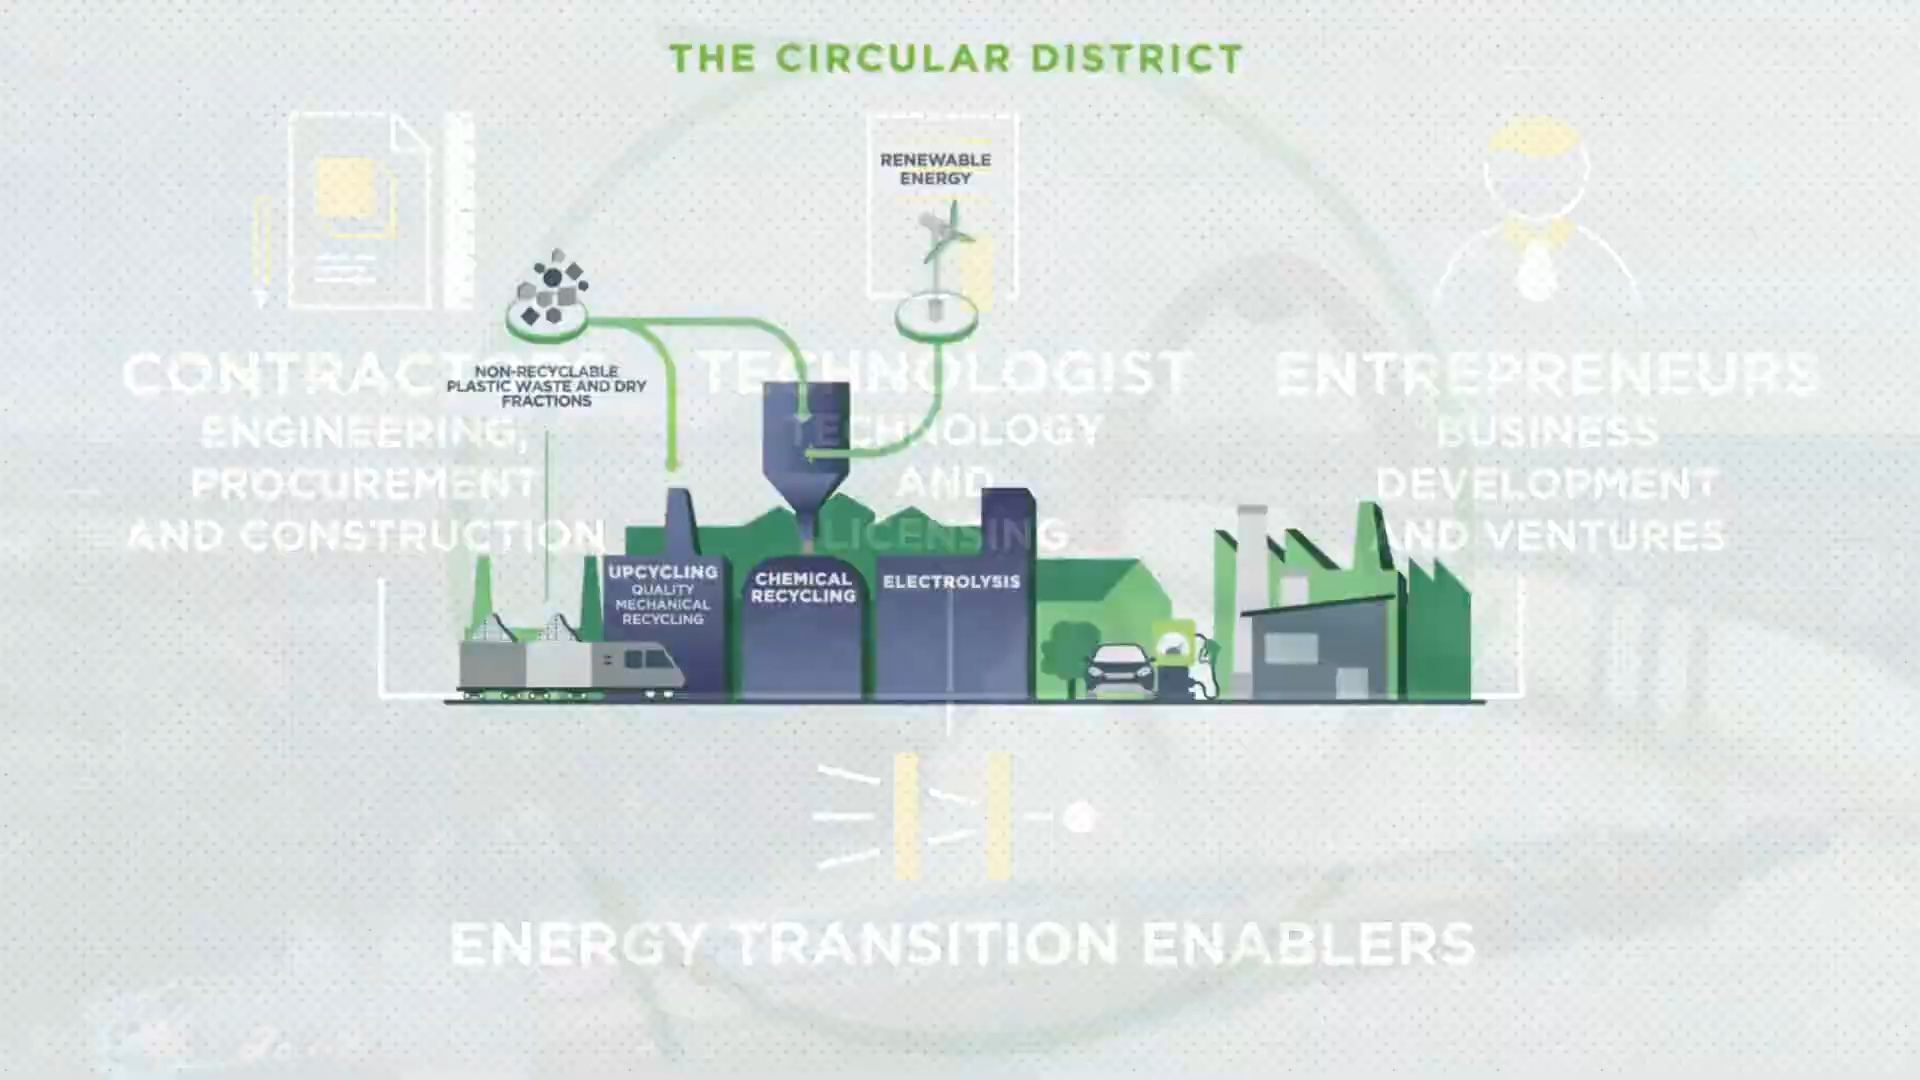 THE CIRCULAR DISTRICT
RENEWABLE
ENERGY
NON-RECYCLABLE
PLASTIC WASTE AND DRY
FRACTIONS
UPCYCLING
QUALITY
MECHANICAL
RECYCLING
CHEMICAL
RECYCLING
ELECTROLYSIS
CONTRACTORS
ENGINEERING,
PROCUREMENT
AND CONSTRUCTION
TECHNOLOGIST
TECHNOLOGY
AND
LICENSING
ENTREPRENEURS
BUSINESS
DEVELOPMENT
AND VENTURES
ENERGY TRANSITION ENABLERS